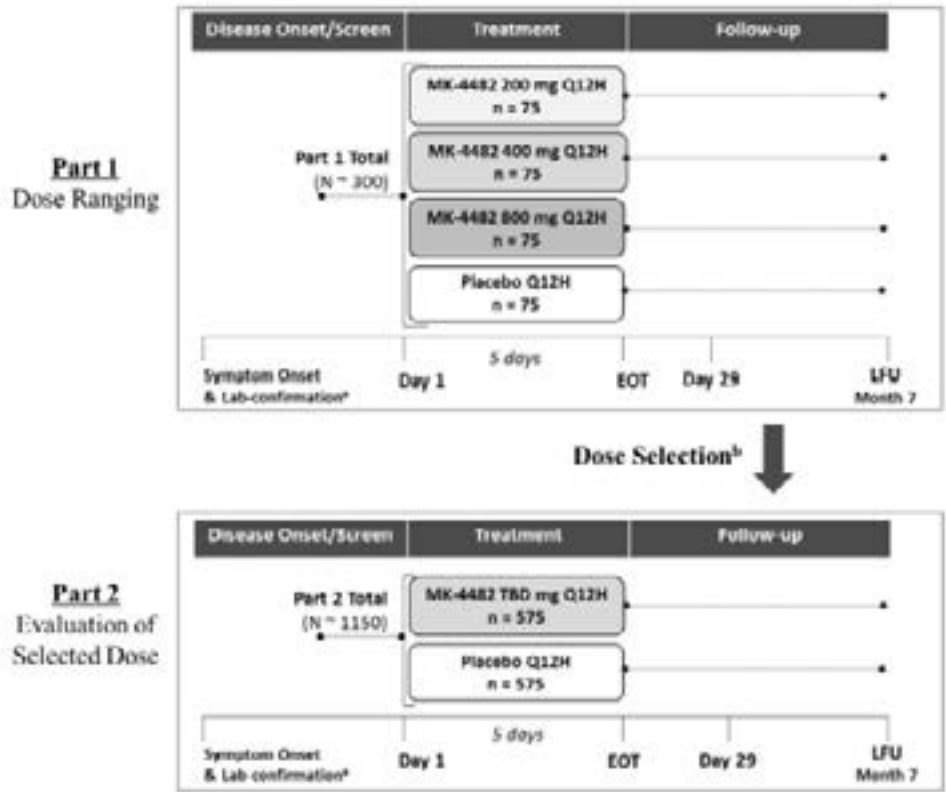 Disease Onset/Screen Treatment Follow-up
MK-4482 200 mg Q12H
n = 75
Part 1
Dose Ranging
Part 1 Total
(N ~ 300)
MK-4482 400 mg Q12H
n = 75
MK-4482 800 mg Q12H
n = 75
Placebo Q12H
n = 75
5 days
Symptom Onset
& Lab-confirmationᵃ
Day 1 EOT Day 29 LFU
Month 7
Dose Selectionᵇ
Disease Onset/Screen Treatment Follow-up
Part 2
Evaluation of
Selected Dose
Part 2 Total
(N ~ 1150)
MK-4482 TBD mg Q12H
n = 575
Placebo Q12H
n = 575
5 days
Symptom Onset
& Lab-confirmationᵃ
Day 1 EOT Day 29 LFU
Month 7